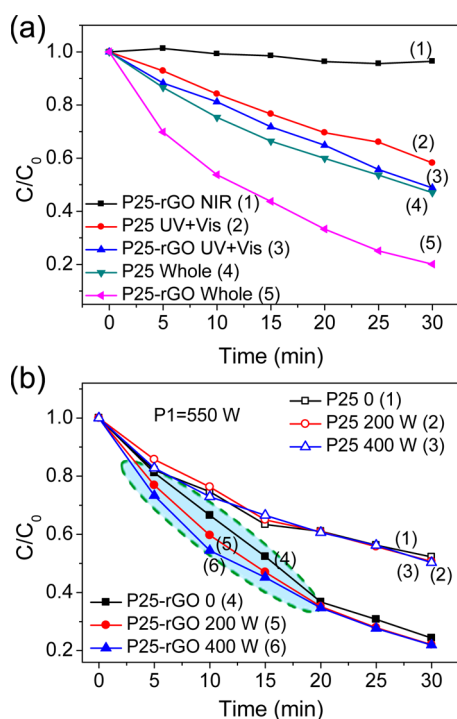 (a)
1.0
0.8
0.6
0.4
0.2
C/C0
(1)
(2)
(3)
(4)
(5)
P25-rGO NIR (1)
P25 UV+Vis (2)
P25-rGO UV+Vis (3)
P25 Whole (4)
P25-rGO Whole (5)
0 5 10 15 20 25 30
Time (min)
(b)
P1=550 W
P25 0 (1)
P25 200 W (2)
P25 400 W (3)
1.0
0.8
0.6
0.4
0.2
C/C0
(1)
(3) (2)
(4)
(5)
(6)
P25-rGO 0 (4)
P25-rGO 200 W (5)
P25-rGO 400 W (6)
0 5 10 15 20 25 30
Time (min)